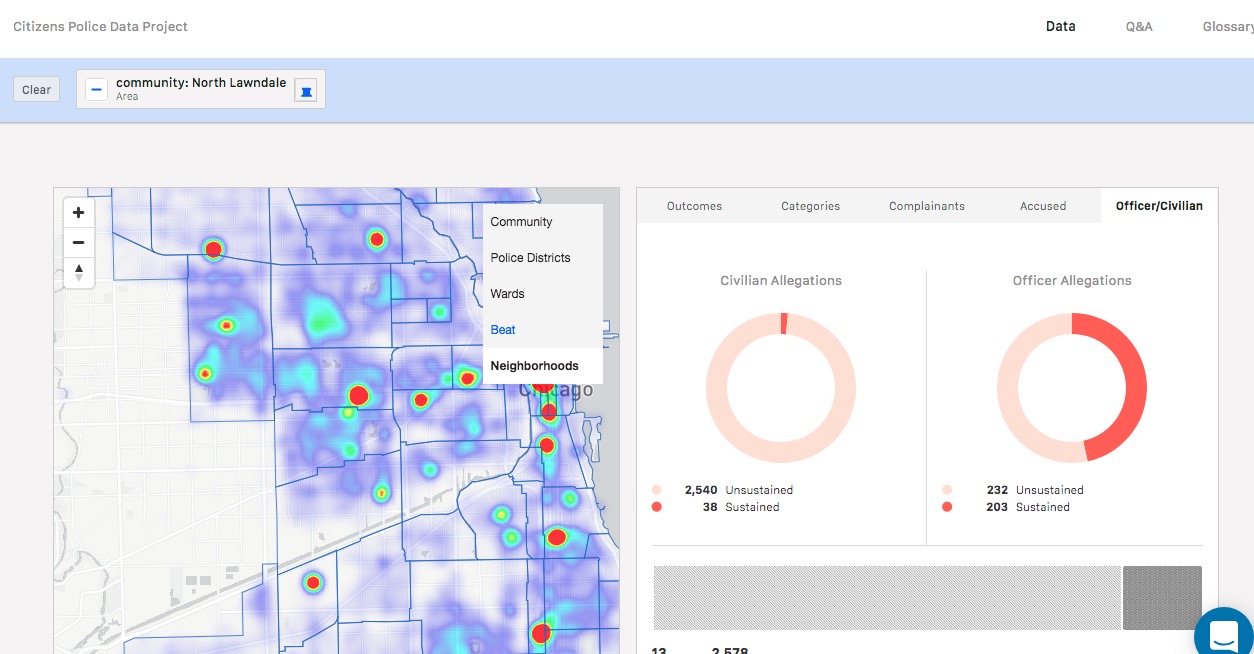 Citizens Police Data Project
Data
Q&A
Glossary
Clear
community: North Lawndale
Area
Community
Police Districts
Wards
Beat
Neighborhoods
Chicago
Outcomes
Categories
Complainants
Accused
Officer/Civilian
Civilian Allegations
Officer Allegations
2,540 Unsustained
38 Sustained
232 Unsustained
203 Sustained
13 2,578